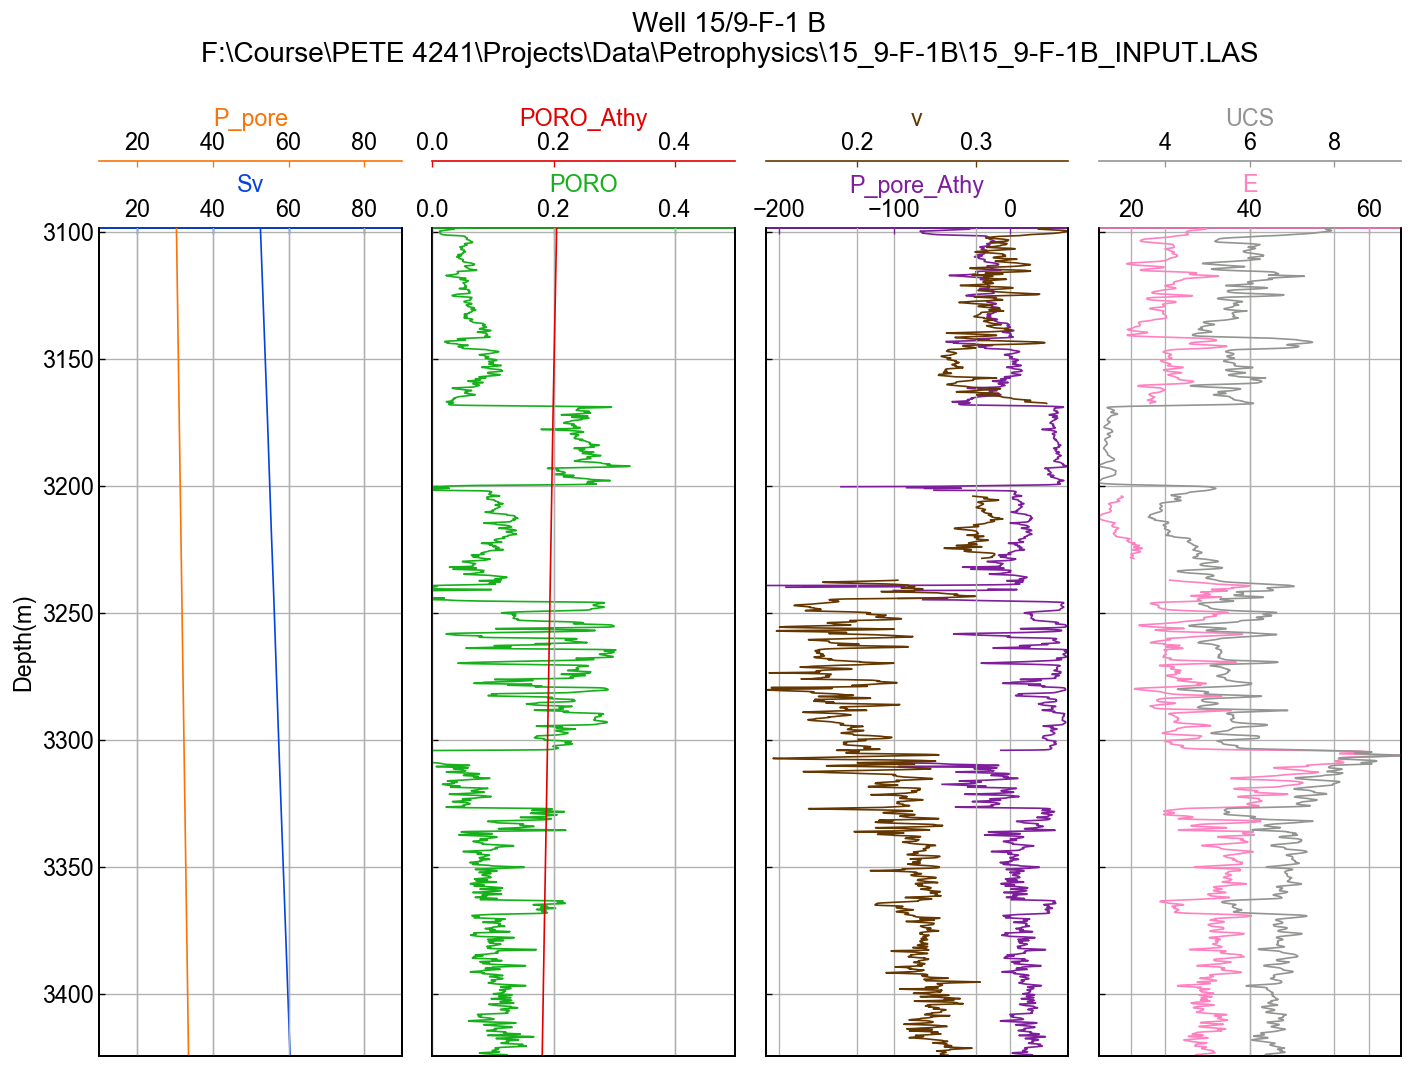 Well 15/9-F-1 B
F:\Course\PETE 4241\Projects\Data\Petrophysics\15_9-F-1B\15_9-F-1B_INPUT.LAS
P_pore PORO_Athy v UCS
20 40 60 80 0.0 0.2 0.4 0.2 0.3 4 6 8
Sv PORO P_pore_Athy E
20 40 60 80 0.0 0.2 0.4 −200 −100 0 20 40 60
3100
3150
3200
3250
Depth(m)
3300
3350
3400